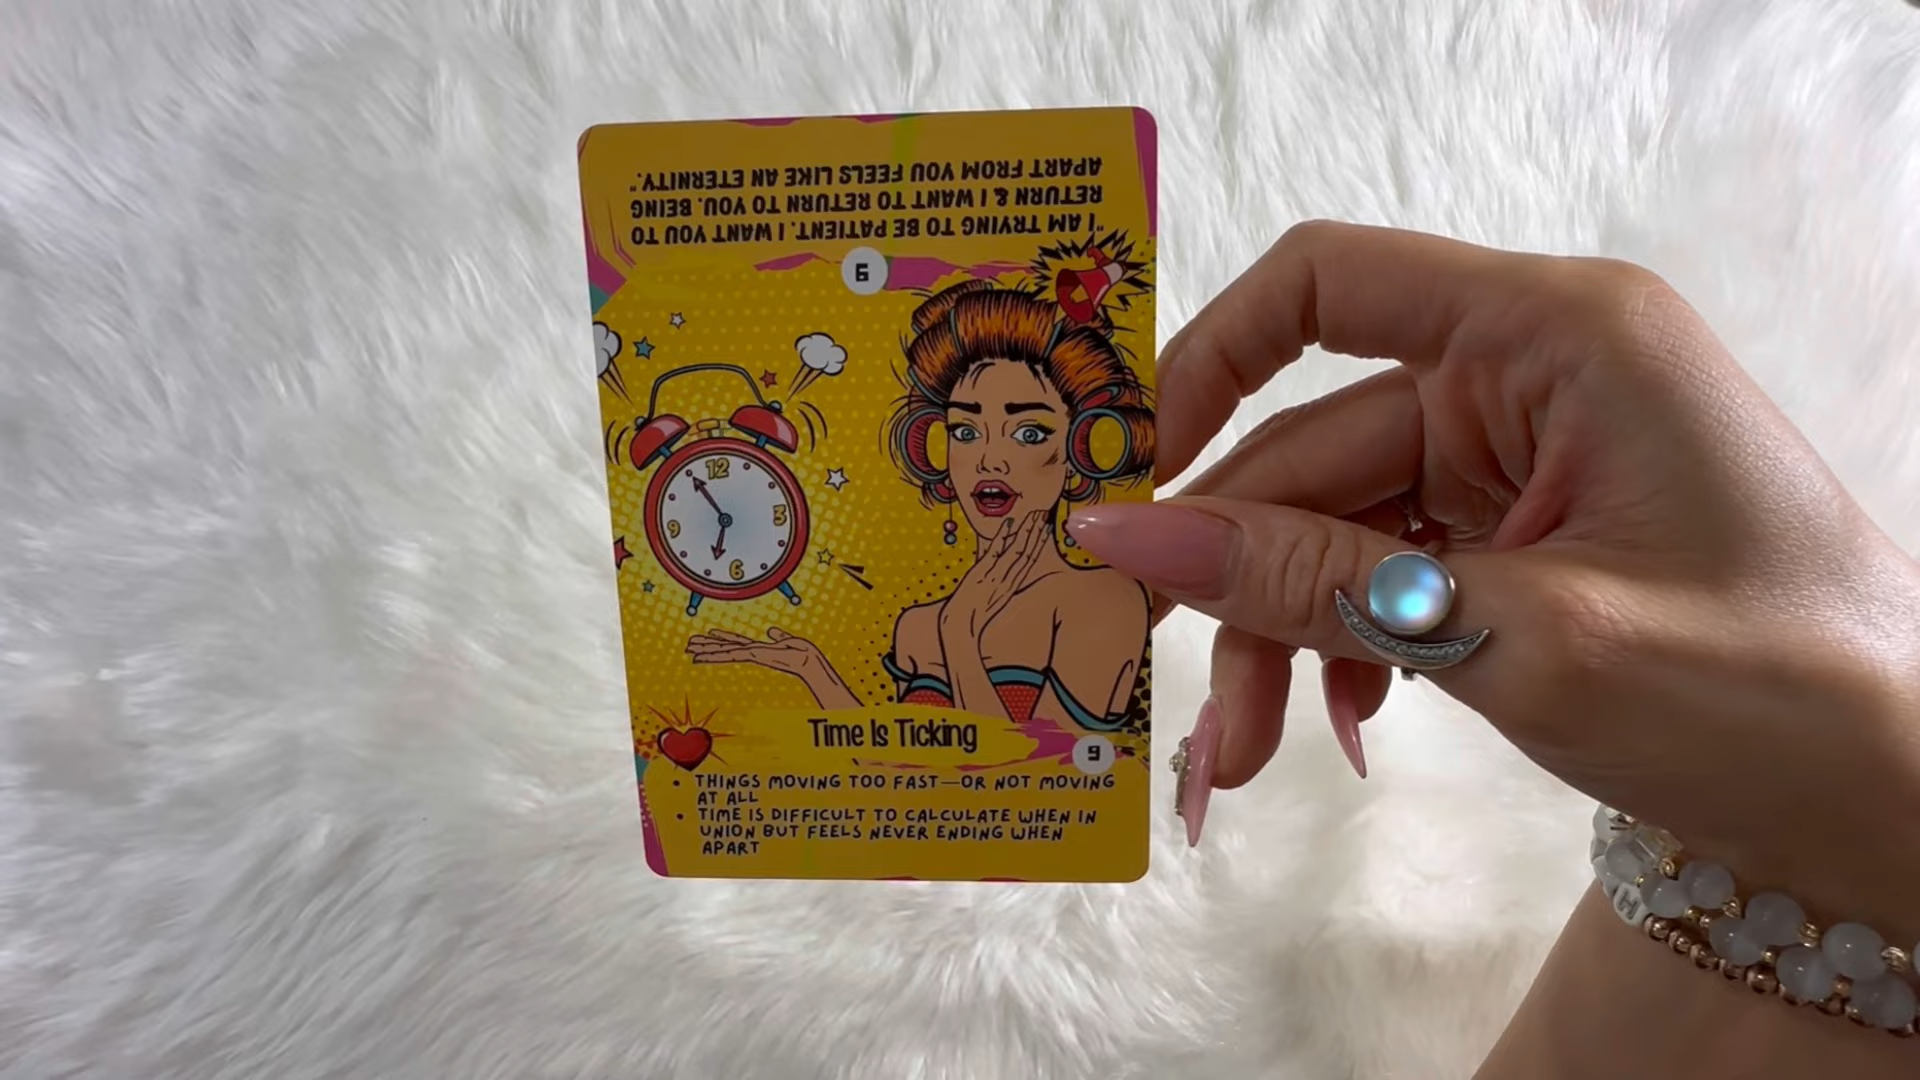 "I AM TRYING TO BE PATIENT. I WANT YOU TO
RETURN & I WANT TO RETURN TO YOU. BEING
APART FROM YOU FEELS LIKE AN ETERNITY."
9
12
9 3
6
Time Is Ticking
9
• THINGS MOVING TOO FAST—OR NOT MOVING
AT ALL
• TIME IS DIFFICULT TO CALCULATE WHEN IN
UNION BUT FEELS NEVER ENDING WHEN
APART
H